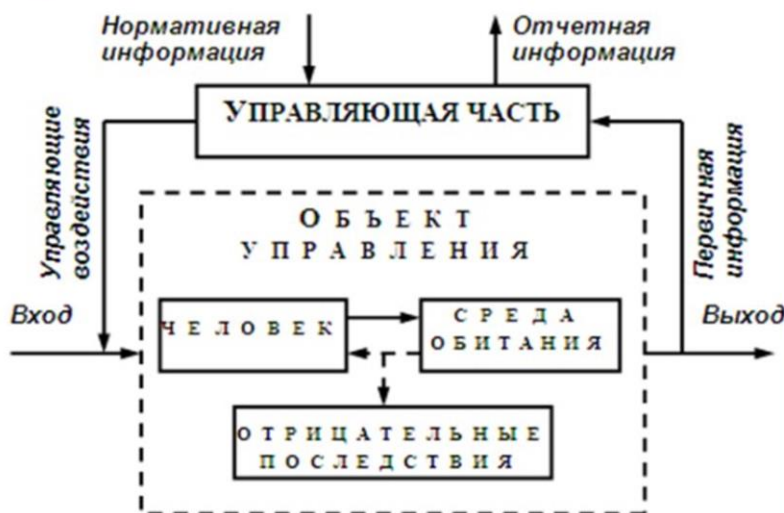 Нормативная
информация
Отчетная
информация
УПРАВЛЯЮЩАЯ ЧАСТЬ
Управляющие
воздействия
Первичная
информация
ОБЪЕКТ
УПРАВЛЕНИЯ
Вход
Выход
ЧЕЛОВЕК
СРЕДА
ОБИТАНИЯ
ОТРИЦАТЕЛЬНЫЕ
ПОСЛЕДСТВИЯ